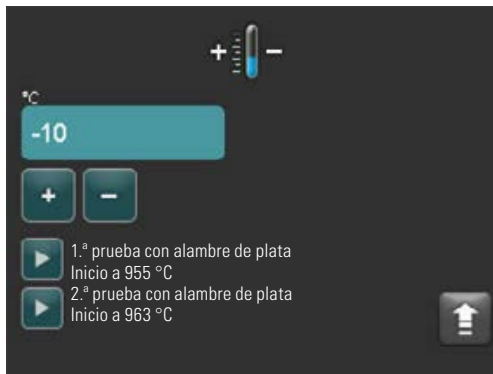 + -
°C
-10
+ -
1.ª prueba con alambre de plata
Inicio a 955 °C
2.ª prueba con alambre de plata
Inicio a 963 °C